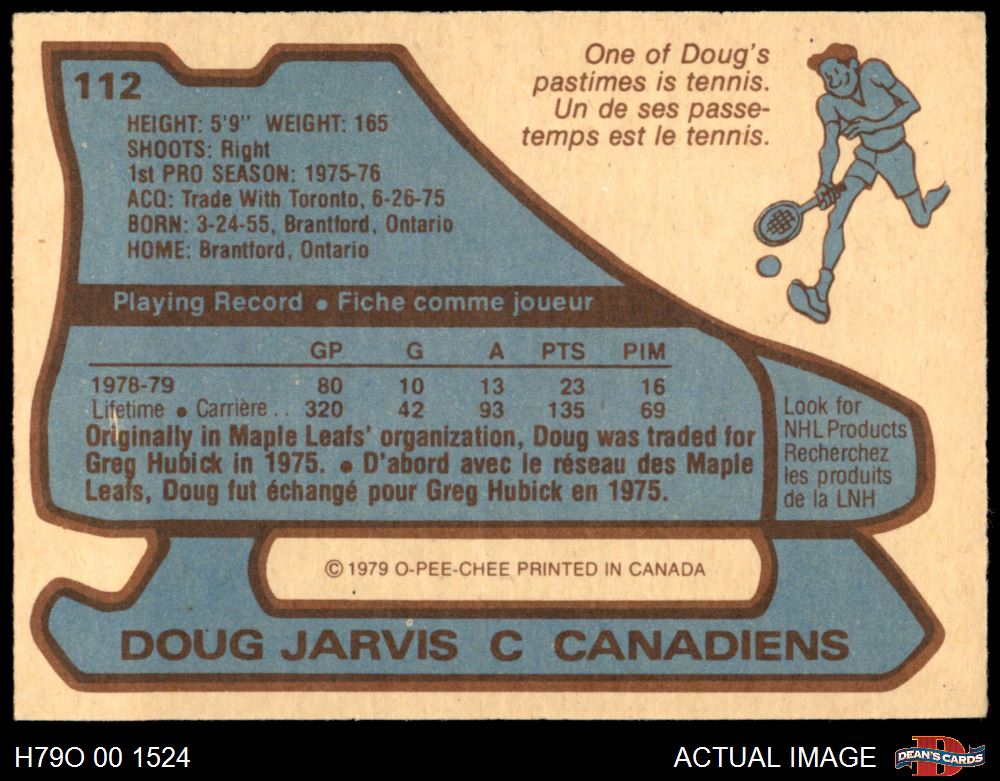 112
HEIGHT: 5'9" WEIGHT: 165
SHOOTS: Right
1st PRO SEASON: 1975-76
ACQ: Trade With Toronto, 6-26-75
BORN: 3-24-55, Brantford, Ontario
HOME: Brantford, Ontario
One of Doug's
pastimes is tennis.
Un de ses passe-
temps est le tennis.
Playing Record • Fiche comme joueur
GP G A PTS PIM
1978-79 80 10 13 23 16
Lifetime • Carrière .. 320 42 93 135 69
Originally in Maple Leafs' organization, Doug was traded for
Greg Hubick in 1975. • D'abord avec le réseau des Maple
Leafs, Doug fut échangé pour Greg Hubick en 1975.
Look for
NHL Products
Recherchez
les produits
de la LNH
© 1979 O-PEE-CHEE PRINTED IN CANADA
DOUG JARVIS C CANADIENS
H79O 00 1524
ACTUAL IMAGE
D
DEAN'S CARDS